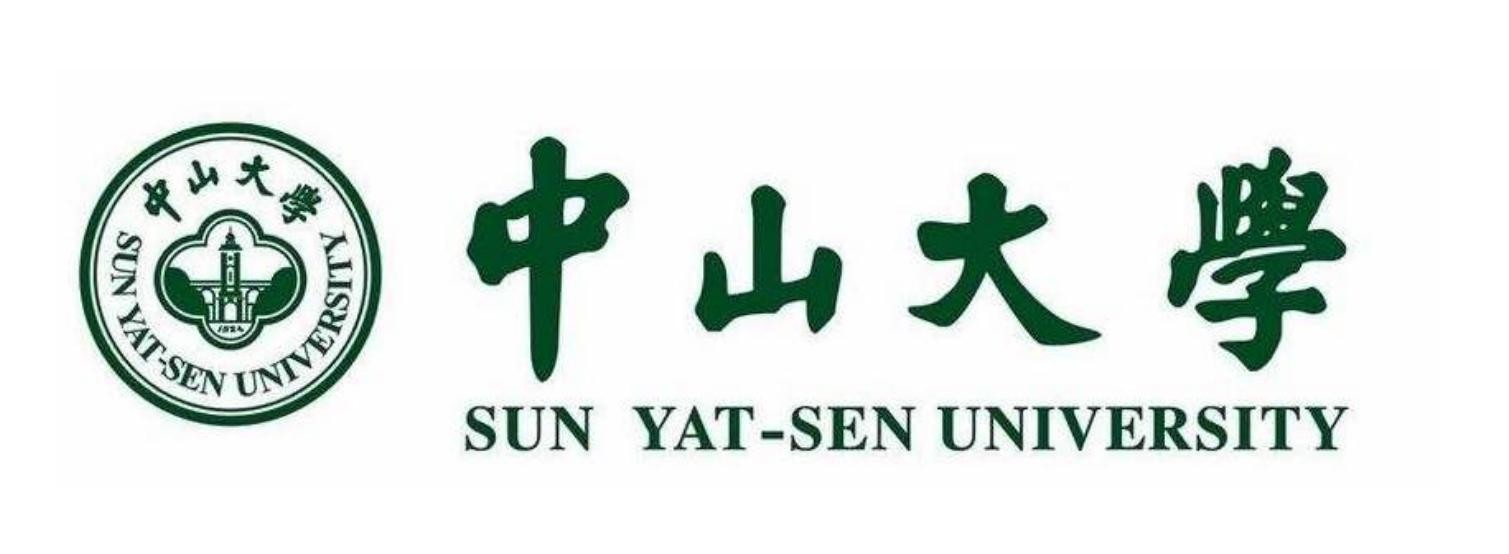 中山大學
SUN YAT-SEN UNIVERSITY
1924
中山大學
SUN YAT-SEN UNIVERSITY